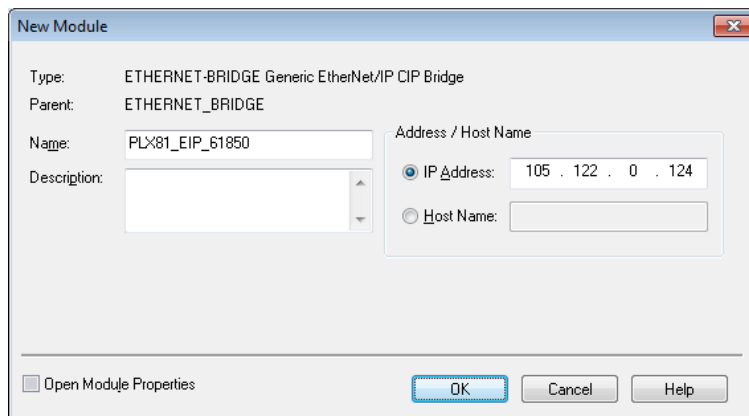 New Module
Type: ETHERNET-BRIDGE Generic EtherNet/IP CIP Bridge
Parent: ETHERNET_BRIDGE
Name: PLX81_EIP_61850
Description:
Address / Host Name
IP Address: 105 . 122 . 0 . 124
Host Name:
Open Module Properties
OK Cancel Help